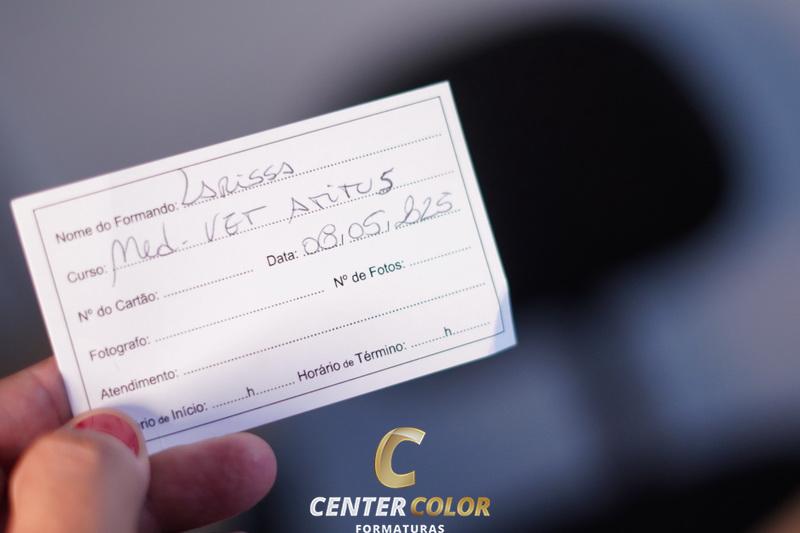 Nome do Formando: Larissa
Curso: Med. VET ATITUS
Nº do Cartão: Data: 08/05/2025
Fotografo: Nº de Fotos:
Atendimento:
rio de Início: h Horário de Término: h
CENTER COLOR
FORMATURAS